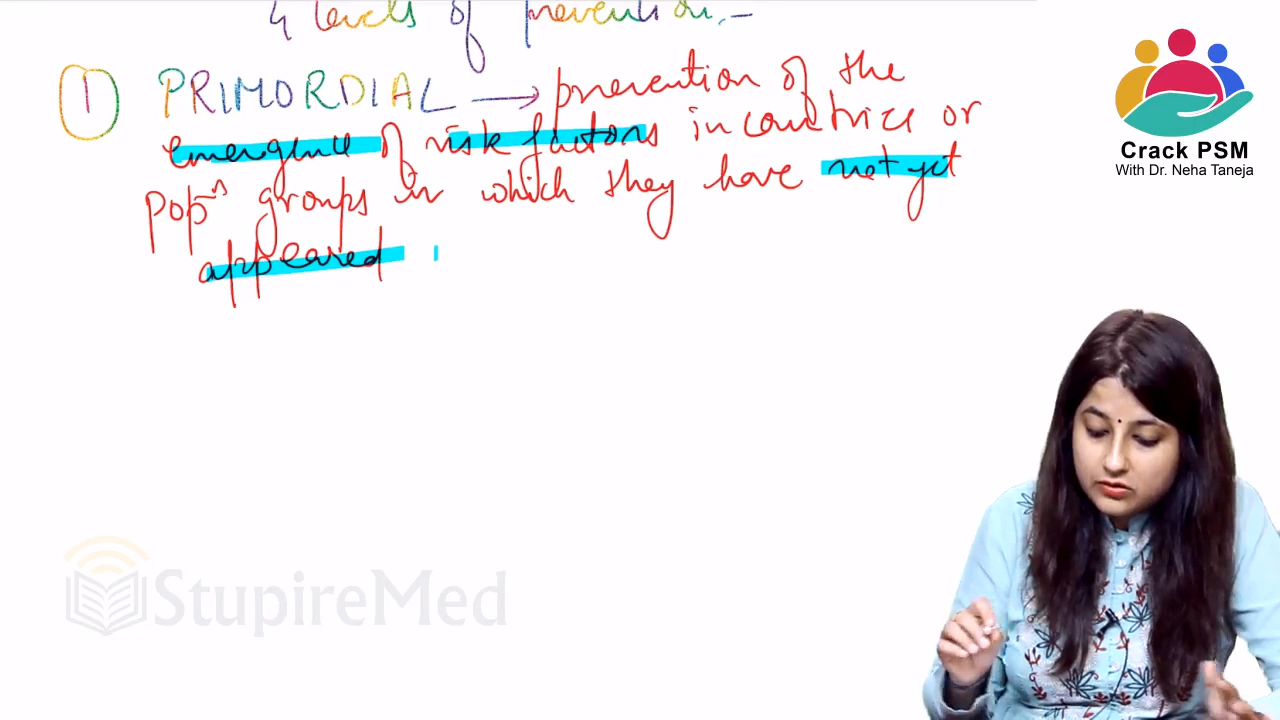 4 levels of prevention:-
① PRIMORDIAL → prevention of the
emergence of risk factors in countries or
popⁿˢ groups in which they have not yet
appeared
Crack PSM
With Dr. Neha Taneja
StupireMed